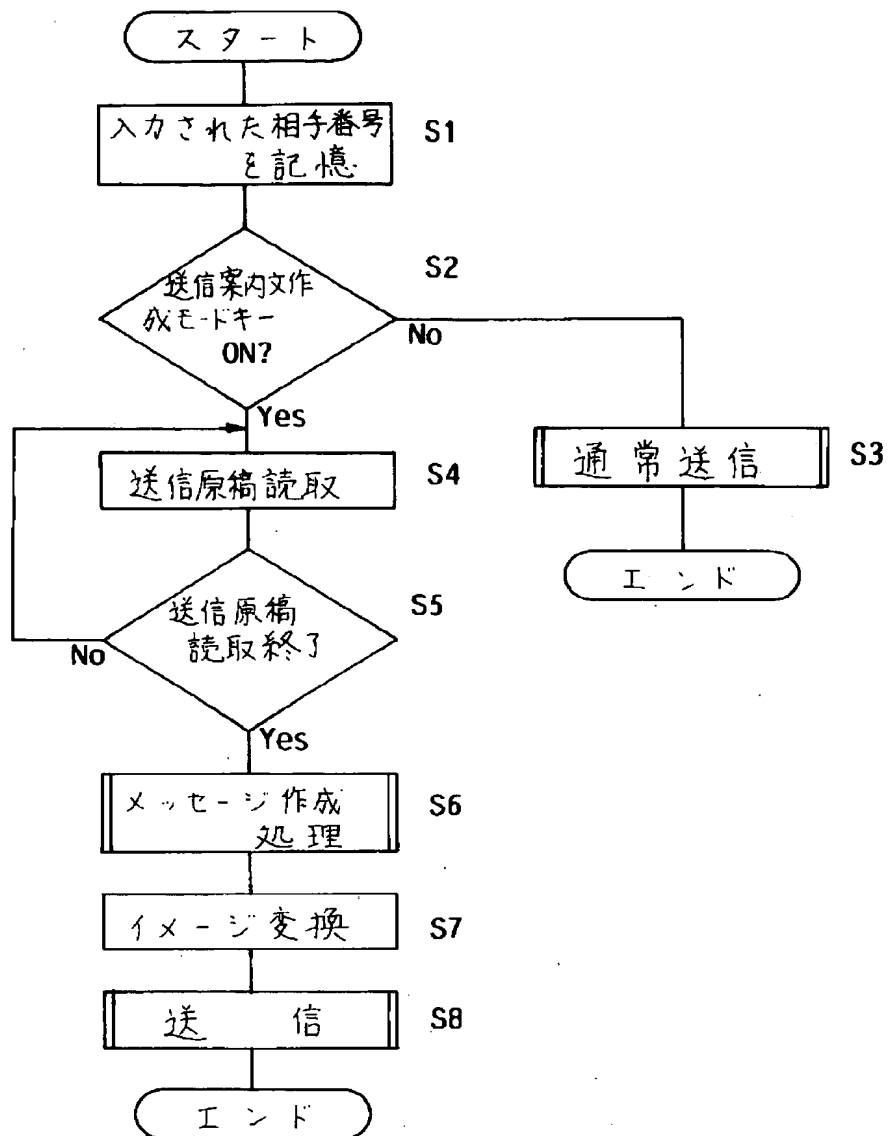 スタート
入力された相手番号
を記憶
S1
送信案内文作
成モードキー
ON?
S2
No
Yes
通常送信
S3
エンド
送信原稿読取
S4
送信原稿
読取終了
S5
No
Yes
メッセージ作成
処理
S6
イメージ変換
S7
送信
S8
エンド